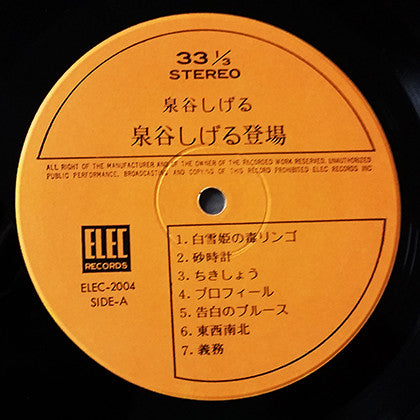 33 1/3
STEREO
泉谷しげる
泉谷しげる登場
ALL RIGHT OF THE MANUFACTURER AND OF THE OWNER OF THE RECORDED WORK RESERVED. UNAUTHORIZED
PUBLIC PERFORMANCE, BROADCASTING AND COPYING OF THIS RECORD PROHIBITED ELEC RECORDS INC
ELEC
RECORDS
ELEC-2004
SIDE-A
1. 白雪姫の毒リンゴ
2. 砂時計
3. ちきしょう
4. プロフィール
5. 告白のブルース
6. 東西南北
7. 義務